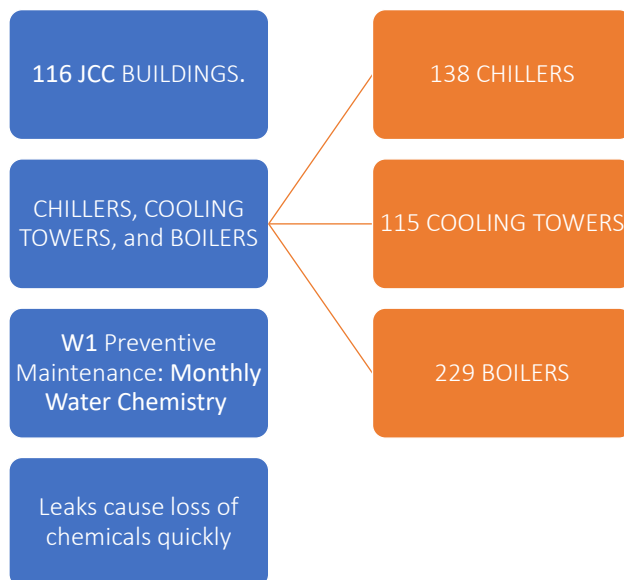 116 JCC BUILDINGS.
CHILLERS, COOLING
TOWERS, and BOILERS
W1 Preventive
Maintenance: Monthly
Water Chemistry
Leaks cause loss of
chemicals quickly
138 CHILLERS
115 COOLING TOWERS
229 BOILERS